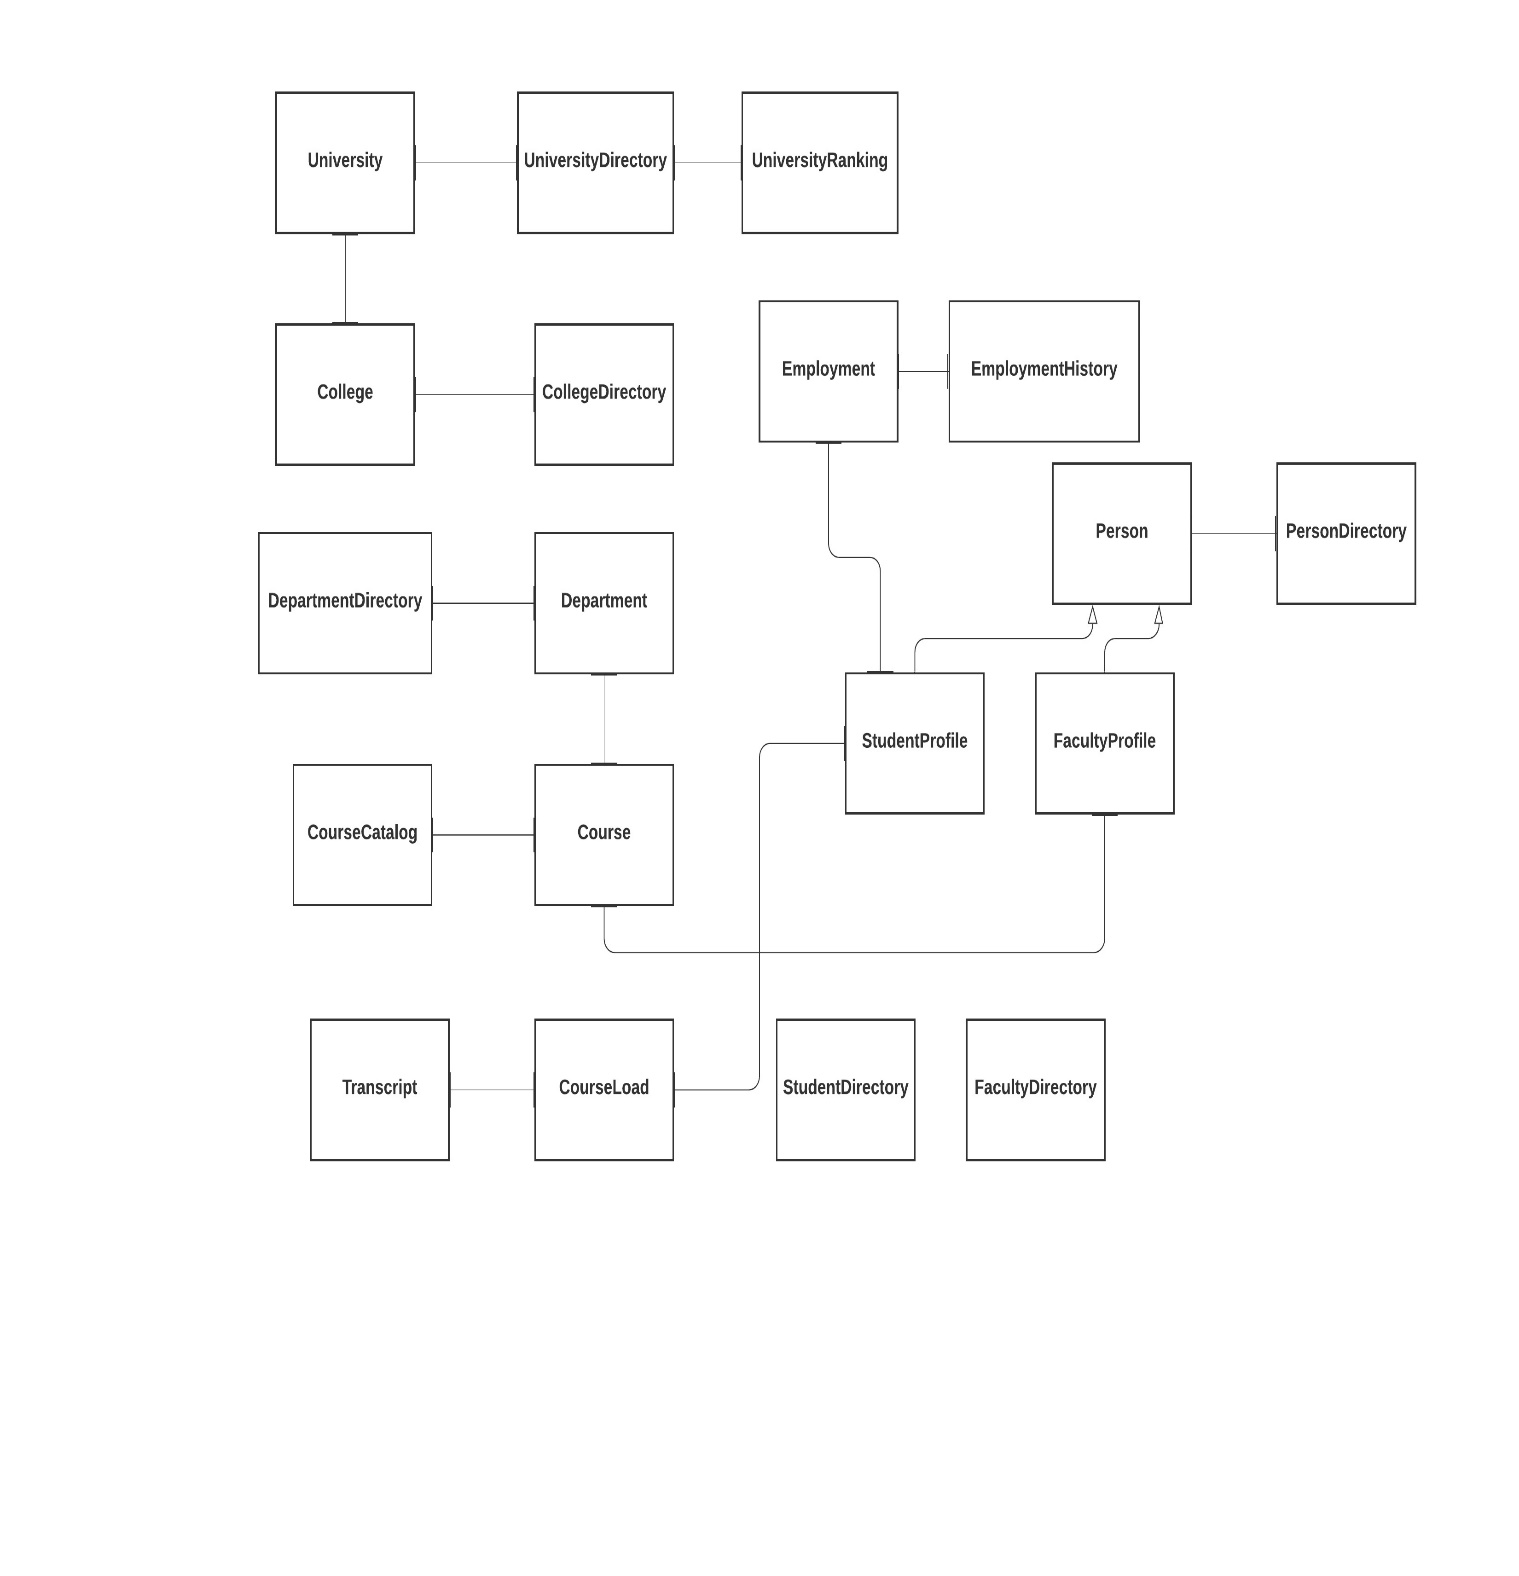 University
UniversityDirectory
UniversityRanking
Employment
EmploymentHistory
College
CollegeDirectory
Person
PersonDirectory
DepartmentDirectory
Department
StudentProfile
FacultyProfile
CourseCatalog
Course
Transcript
CourseLoad
StudentDirectory
FacultyDirectory